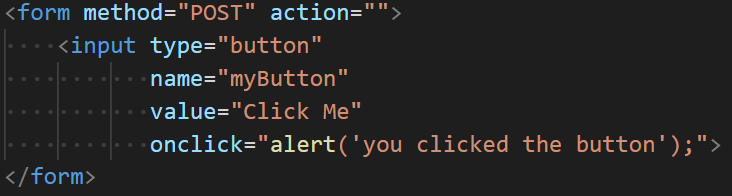 <form method="POST" action="">
    <input type="button"
           name="myButton"
           value="Click Me"
           onclick="alert('you clicked the button');">
</form>